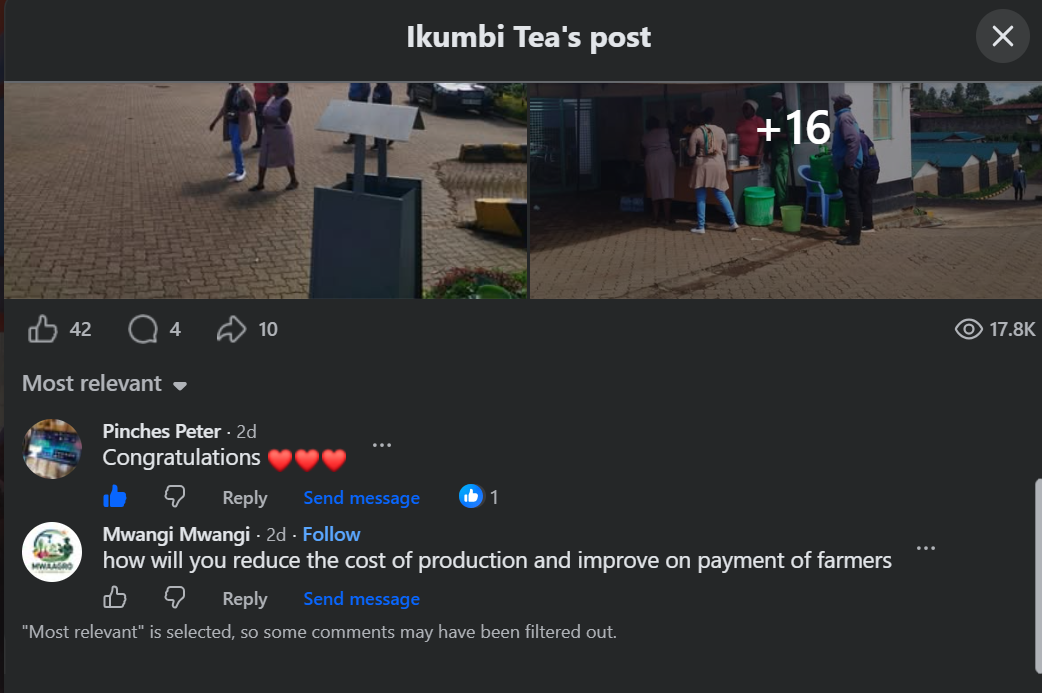 Ikumbi Tea's post
+16
42
4
10
17.8K
Most relevant
Pinches Peter · 2d
Congratulations ❤️❤️❤️
Reply Send message 1
Mwangi Mwangi · 2d · Follow
how will you reduce the cost of production and improve on payment of farmers
MWAAGRO
Reply Send message
"Most relevant" is selected, so some comments may have been filtered out.